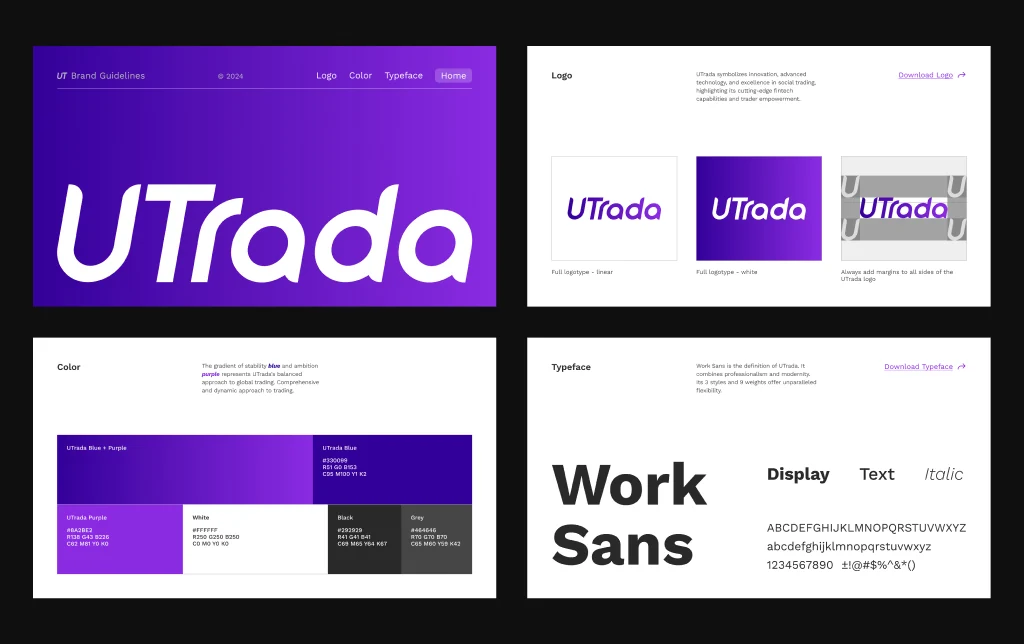 UT Brand Guidelines © 2024 Logo Color Typeface Home
UTrada
Logo
UTrada symbolizes innovation, advanced
technology, and excellence in social trading,
highlighting its cutting-edge fintech
capabilities and trader empowerment.
Download Logo
UTrada
Full logotype - linear
UTrada
Full logotype - white
UTrada
Always add margins to all sides of the
UTrada logo
Color
The gradient of stability blue and ambition
purple represents UTrada's balanced
approach to global trading. Comprehensive
and dynamic approach to trading.
UTrada Blue + Purple
UTrada Blue
#330099
R51 G0 B153
C95 M100 Y1 K2
UTrada Purple
#8A2BE2
R138 G43 B226
C62 M81 Y0 K0
White
#FFFFFF
R250 G250 B250
C0 M0 Y0 K0
Black
#292929
R41 G41 B41
C69 M65 Y64 K67
Grey
#464646
R70 G70 B70
C65 M60 Y59 K42
Typeface
Work Sans is the definition of UTrada. It
combines professionalism and modernity.
Its 3 styles and 9 weights offer unparalleled
flexibility.
Download Typeface
Work
Sans
Display Text Italic
ABCDEFGHIJKLMNOPQRSTUVWXYZ
abcdefghijklmnopqrstuvwxyz
1234567890 ±!@#$%^&*()